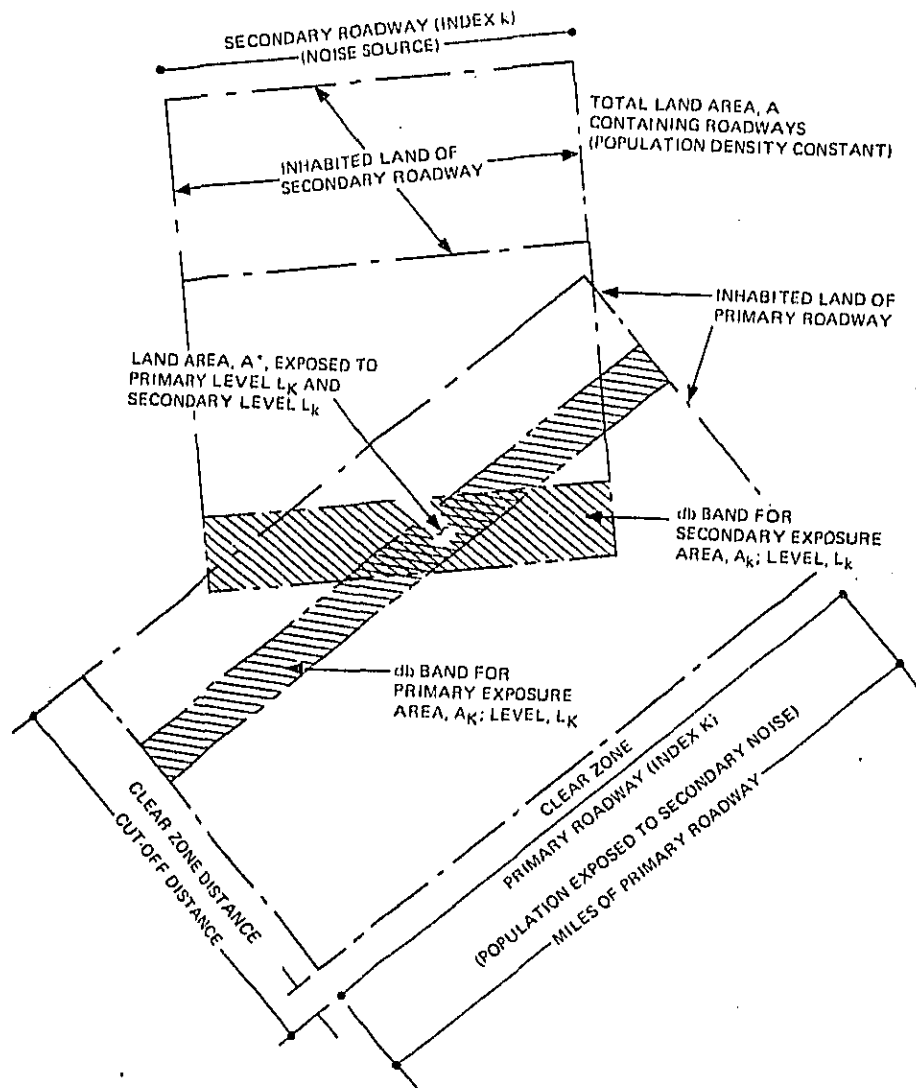 SECONDARY ROADWAY (INDEX k)
(NOISE SOURCE)
TOTAL LAND AREA, A
CONTAINING ROADWAYS
(POPULATION DENSITY CONSTANT)
INHABITED LAND OF
SECONDARY ROADWAY
INHABITED LAND OF
PRIMARY ROADWAY
LAND AREA, A*, EXPOSED TO
PRIMARY LEVEL LK AND
SECONDARY LEVEL Lk
db BAND FOR
SECONDARY EXPOSURE
AREA, Ak; LEVEL, Lk
db BAND FOR
PRIMARY EXPOSURE
AREA, AK; LEVEL, LK
CLEAR ZONE
PRIMARY ROADWAY (INDEX K)
(POPULATION EXPOSED TO SECONDARY NOISE)
MILES OF PRIMARY ROADWAY
CLEAR ZONE DISTANCE
CUT-OFF DISTANCE